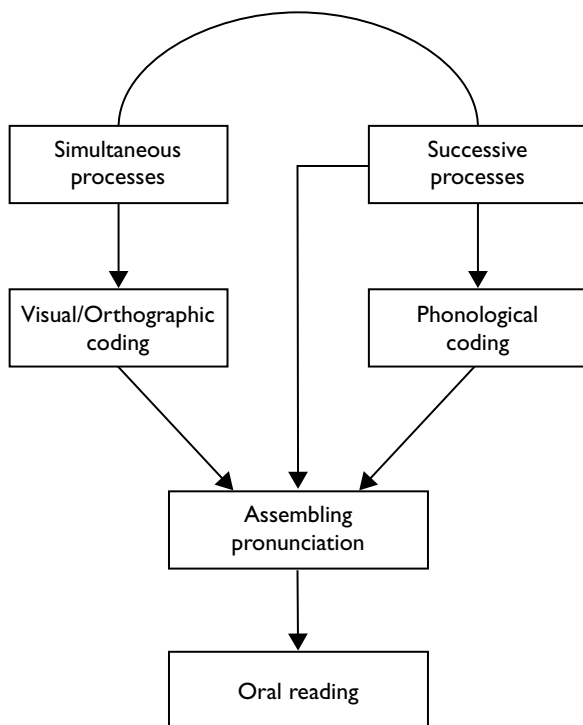 Simultaneous
processes
Successive
processes
Visual/Orthographic
coding
Phonological
coding
Assembling
pronunciation
Oral reading